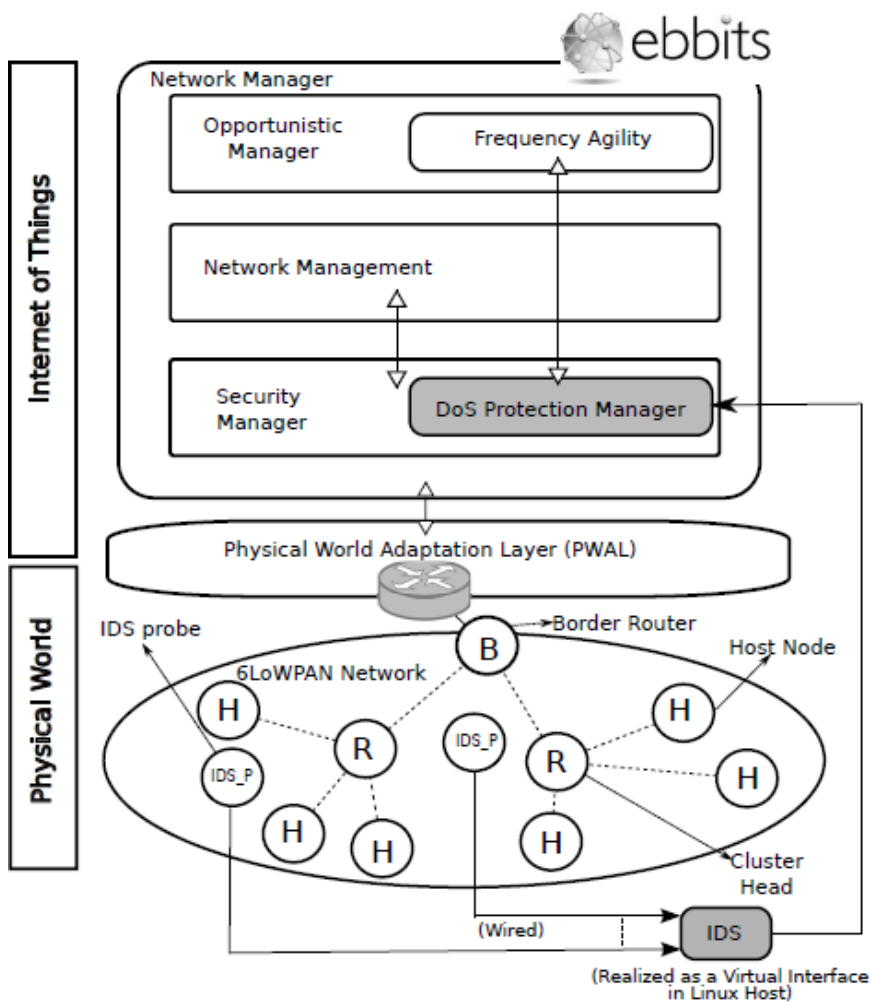 ebbits
Network Manager
Opportunistic
Manager
Frequency Agility
Network Management
Security
Manager
DoS Protection Manager
Internet of Things
Physical World Adaptation Layer (PWAL)
Physical World
IDS probe
Border Router
B
Host Node
6LoWPAN Network
H
H
R
IDS_P
R
IDS_P
H
H
H
H
Cluster
Head
(Wired)
IDS
(Realized as a Virtual Interface
in Linux Host)